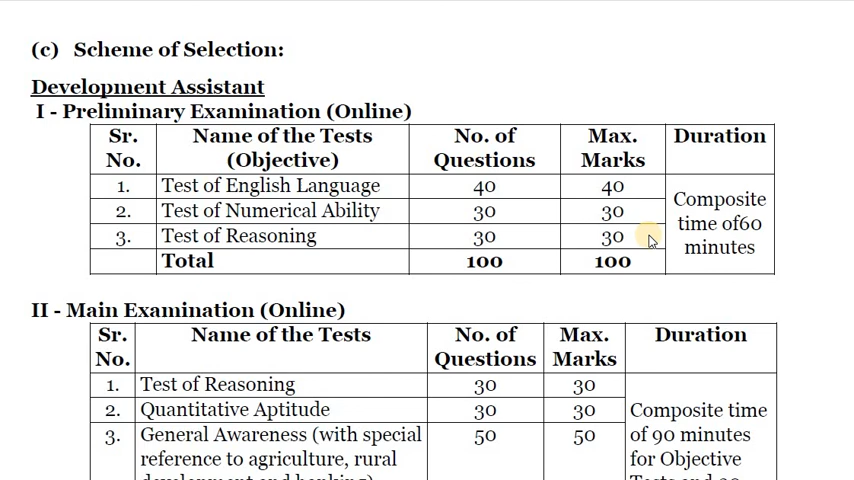 (c) Scheme of Selection:
Development Assistant
I - Preliminary Examination (Online)
Sr. No. Name of the Tests (Objective) No. of Questions Max. Marks Duration
1. Test of English Language 40 40 Composite time of60 minutes
2. Test of Numerical Ability 30 30
3. Test of Reasoning 30 30
Total 100 100
II - Main Examination (Online)
Sr. No. Name of the Tests No. of Questions Max. Marks Duration
1. Test of Reasoning 30 30
2. Quantitative Aptitude 30 30 Composite time
3. General Awareness (with special 50 50 of 90 minutes
reference to agriculture, rural for Objective